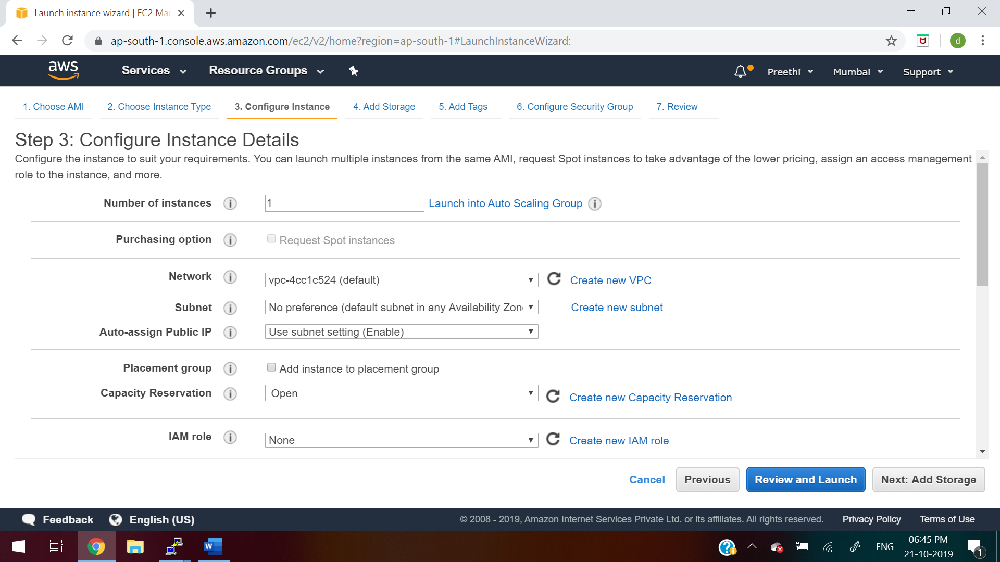 Launch instance wizard | EC2 Ma
ap-south-1.console.aws.amazon.com/ec2/v2/home?region=ap-south-1#LaunchInstanceWizard:
d
aws Services Resource Groups Preethi Mumbai Support
1. Choose AMI 2. Choose Instance Type 3. Configure Instance 4. Add Storage 5. Add Tags 6. Configure Security Group 7. Review
Step 3: Configure Instance Details
Configure the instance to suit your requirements. You can launch multiple instances from the same AMI, request Spot instances to take advantage of the lower pricing, assign an access management
role to the instance, and more.
Number of instances i 1 Launch into Auto Scaling Group i
Purchasing option i Request Spot instances
Network i vpc-4cc1c524 (default) Create new VPC
Subnet i No preference (default subnet in any Availability Zon Create new subnet
Auto-assign Public IP i Use subnet setting (Enable)
Placement group i Add instance to placement group
Capacity Reservation i Open Create new Capacity Reservation
IAM role i None Create new IAM role
Cancel Previous Review and Launch Next: Add Storage
Feedback English (US) © 2008 - 2019, Amazon Internet Services Private Ltd. or its affiliates. All rights reserved. Privacy Policy Terms of Use
W ? ENG 06:45 PM
21-10-2019 1